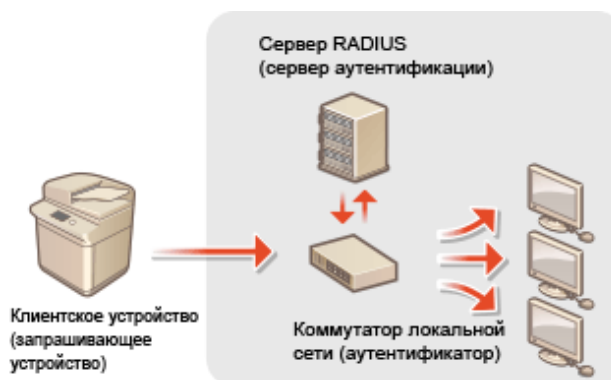 Сервер RADIUS
(сервер аутентификации)
Клиентское устройство
(запрашивающее
устройство)
Коммутатор локальной
сети (аутентификатор)